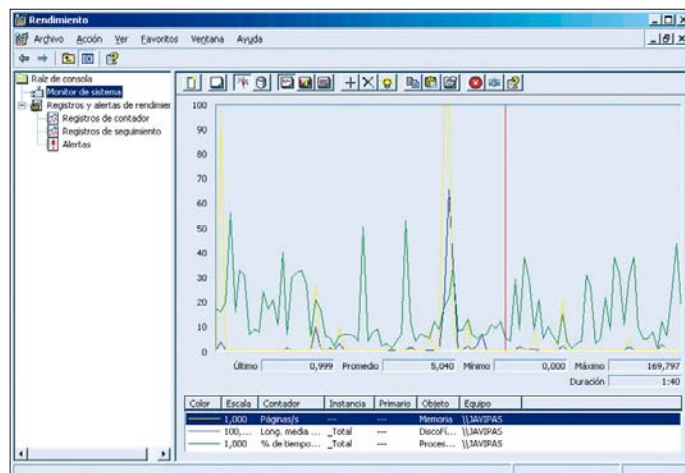 Rendimiento
Archivo Acción Ver Favoritos Ventana Ayuda
Raíz de consola
Monitor de sistema
Registros y alertas de rendimier
Registros de contador
Registros de seguimiento
Alertas
100
90
80
70
60
50
40
30
20
10
0
Último 0,999 Promedio 5,040 Mínimo 0,000 Máximo 169,797
Duración 1:40
Color Escala Contador Instancia Primario Objeto Equipo
1,000 Páginas/s --- --- Memoria \\JAVIPAS
100,... Long. media ... _Total --- DiscoFí... \\JAVIPAS
1,000 % de tiempo... _Total --- Proces... \\JAVIPAS